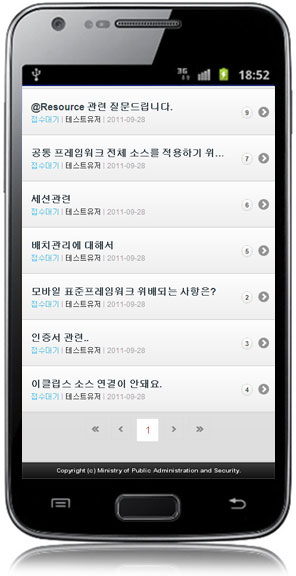 3G 18:52
@Resource 관련 질문드립니다.
9
접수대기 | 테스트유저 | 2011-09-28
공통 프레임워크 전체 소스를 적용하기 위...
7
접수대기 | 테스트유저 | 2011-09-28
세션관련
6
접수대기 | 테스트유저 | 2011-09-28
배치관리에 대해서
5
접수대기 | 테스트유저 | 2011-09-28
모바일 표준프레임워크 위배되는 사항은?
2
접수대기 | 테스트유저 | 2011-09-28
인증서 관련..
3
접수대기 | 테스트유저 | 2011-09-28
이클립스 소스 연결이 안돼요.
4
접수대기 | 테스트유저 | 2011-09-28
« ‹ 1 › »
Copyright (c) Ministry of Public Administration and Security.